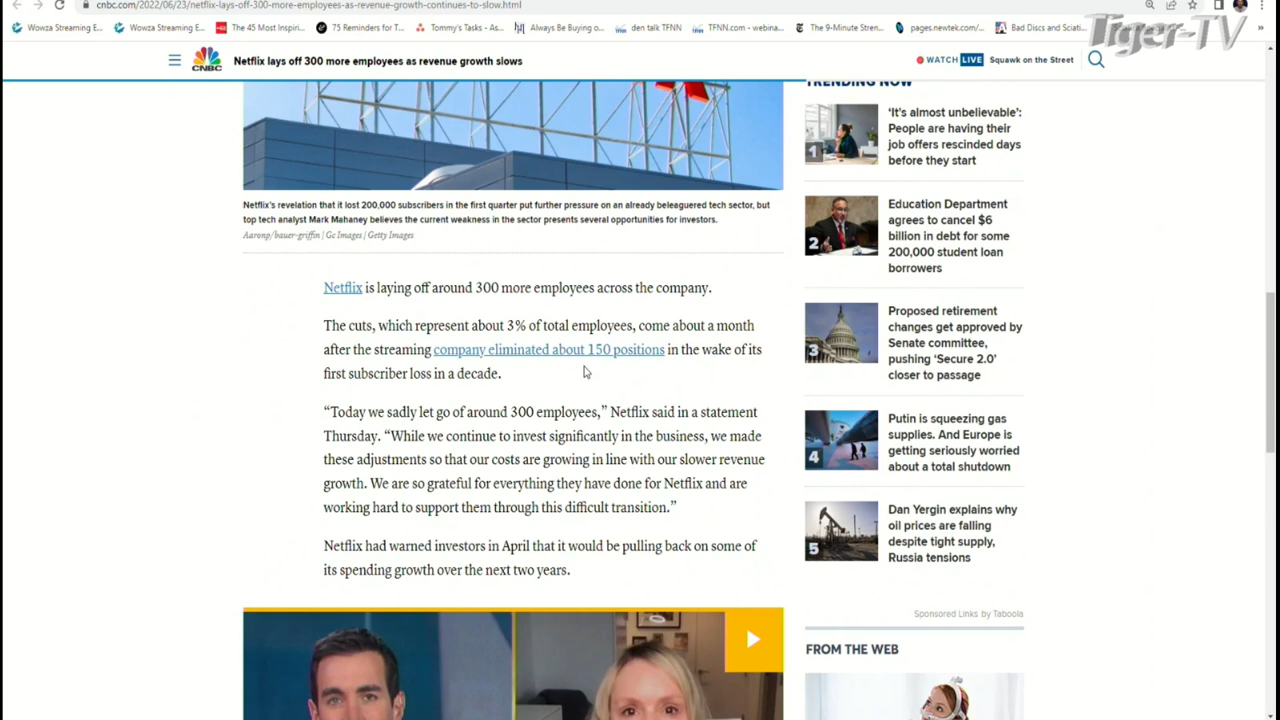 cnbc.com/2022/06/23/netflix-lays-off-300-more-employees-as-revenue-growth-continues-to-slow.html
Wowza Streaming E...
Wowza Streaming E...
The 45 Most Inspiri...
75 Reminders for T...
Tommy's Tasks - As...
Always Be Buying o...
den talk TFNN
TFNN.com - webina...
The 9-Minute Stren...
pages.newtek.com/...
Bad Discs and Sciati...
»
Tiger-TV
CNBC
Netflix lays off 300 more employees as revenue growth slows
WATCH LIVE
Squawk on the Street
Netflix's revelation that it lost 200,000 subscribers in the first quarter put further pressure on an already beleaguered tech sector, but
top tech analyst Mark Mahaney believes the current weakness in the sector presents several opportunities for investors.
Aaronp/bauer-griffin | Gc Images | Getty Images
Netflix is laying off around 300 more employees across the company.
The cuts, which represent about 3% of total employees, come about a month
after the streaming company eliminated about 150 positions in the wake of its
first subscriber loss in a decade.
“Today we sadly let go of around 300 employees,” Netflix said in a statement
Thursday. “While we continue to invest significantly in the business, we made
these adjustments so that our costs are growing in line with our slower revenue
growth. We are so grateful for everything they have done for Netflix and are
working hard to support them through this difficult transition.”
Netflix had warned investors in April that it would be pulling back on some of
its spending growth over the next two years.
TRENDING NOW
1
‘It's almost unbelievable’:
People are having their
job offers rescinded days
before they start
2
Education Department
agrees to cancel $6
billion in debt for some
200,000 student loan
borrowers
3
Proposed retirement
changes get approved by
Senate committee,
pushing ‘Secure 2.0’
closer to passage
4
Putin is squeezing gas
supplies. And Europe is
getting seriously worried
about a total shutdown
5
Dan Yergin explains why
oil prices are falling
despite tight supply,
Russia tensions
Sponsored Links by Taboola
FROM THE WEB